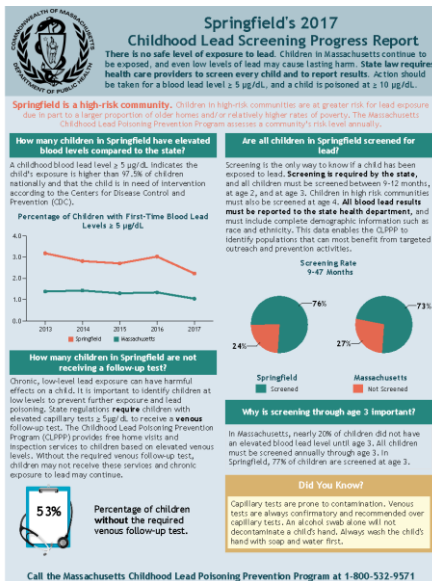 COMMONWEALTH OF MASSACHUSETTS
DEPARTMENT OF PUBLIC HEALTH
Springfield's 2017
Childhood Lead Screening Progress Report
There is no safe level of exposure to lead. Children in Massachusetts continue to
be exposed, and even low levels of lead may cause lasting harm. State law requires
health care providers to screen every child and to report results. Action should
be taken for a blood lead level ≥ 5 µg/dL, and a child is poisoned at ≥ 10 µg/dL.
Springfield is a high-risk community. Children in high-risk communities are at greater risk for lead exposure
due in part to a larger proportion of older homes and/or relatively higher rates of poverty. The Massachusetts
Childhood Lead Poisoning Prevention Program assesses a community's risk level annually.
How many children in Springfield have elevated
blood levels compared to the state?
A childhood blood lead level ≥ 5 µg/dL indicates the
child's exposure is higher than 97.5% of children
nationally and that the child is in need of intervention
according to the Centers for Disease Control and
Prevention (CDC).
Percentage of Children with First-Time Blood Lead
Levels ≥ 5 µg/dL
4.0
3.0
2.0
1.0
0.0
2013 2014 2015 2016 2017
Springfield Massachusetts
How many children in Springfield are not
receiving a follow-up test?
Chronic, low-level lead exposure can have harmful
effects on a child. It is important to identify children at
low levels to prevent further exposure and lead
poisoning. State regulations require children with
elevated capillary tests ≥ 5µg/ dL to receive a venous
follow-up test. The Childhood Lead Poisoning Prevention
Program (CLPPP) provides free home visits and
inspection services to children based on elevated venous
levels. Without the required venous follow-up test,
children may not receive these services and chronic
exposure to lead may continue.
53%
Percentage of children
without the required
venous follow-up test.
Are all children in Springfield screened for
lead?
Screening is the only way to know if a child has been
exposed to lead. Screening is required by the state,
and all children must be screened between 9-12 months,
at age 2, and at age 3. Children in high risk communities
must also be screened at age 4. All blood lead results
must be reported to the state health department, and
must include complete demographic information such as
race and ethnicity. This data enables the CLPPP to
identify populations that can most benefit from targeted
outreach and prevention activities.
Screening Rate
9-47 Months
76%
24%
73%
27%
Springfield
Massachusetts
Screened
Not Screened
Why is screening through age 3 important?
In Massachusetts, nearly 20% of children did not have
an elevated blood lead level until age 3. All children
must be screened annually through age 3. In
Springfield, 77% of children are screened at age 3.
Did You Know?
Capillary tests are prone to contamination. Venous
tests are always confirmatory and recommended over
capillary tests. An alcohol swab alone will not
decontaminate a child's hand. Always wash the child's
hand with soap and water first.
Call the Massachusetts Childhood Lead Poisoning Prevention Program at 1-800-532-9571